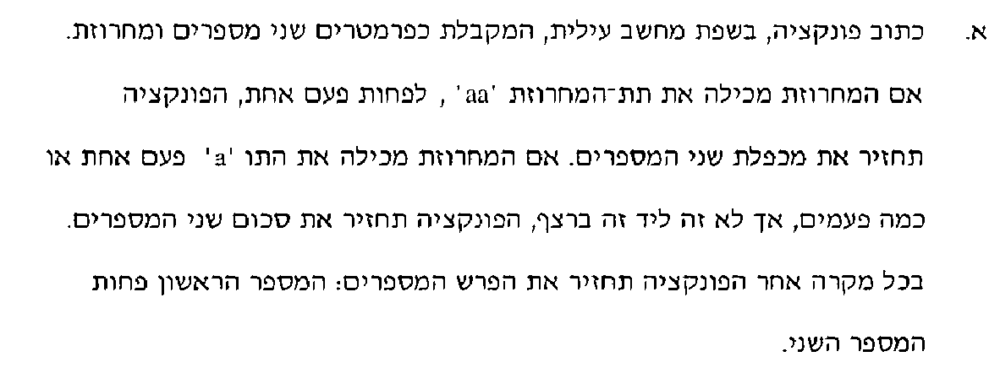 א. כתוב פונקציה, בשפת מחשב עילית, המקבלת כפרמטרים שני מספרים ומחרוזת.
אם המחרוזת מכילה את תת-המחרוזת 'aa' , לפחות פעם אחת, הפונקציה
תחזיר את מכפלת שני המספרים. אם המחרוזת מכילה את התו 'a' פעם אחת או
כמה פעמים, אך לא זה ליד זה ברצף, הפונקציה תחזיר את סכום שני המספרים.
בכל מקרה אחר הפונקציה תחזיר את הפרש המספרים: המספר הראשון פחות
המספר השני.